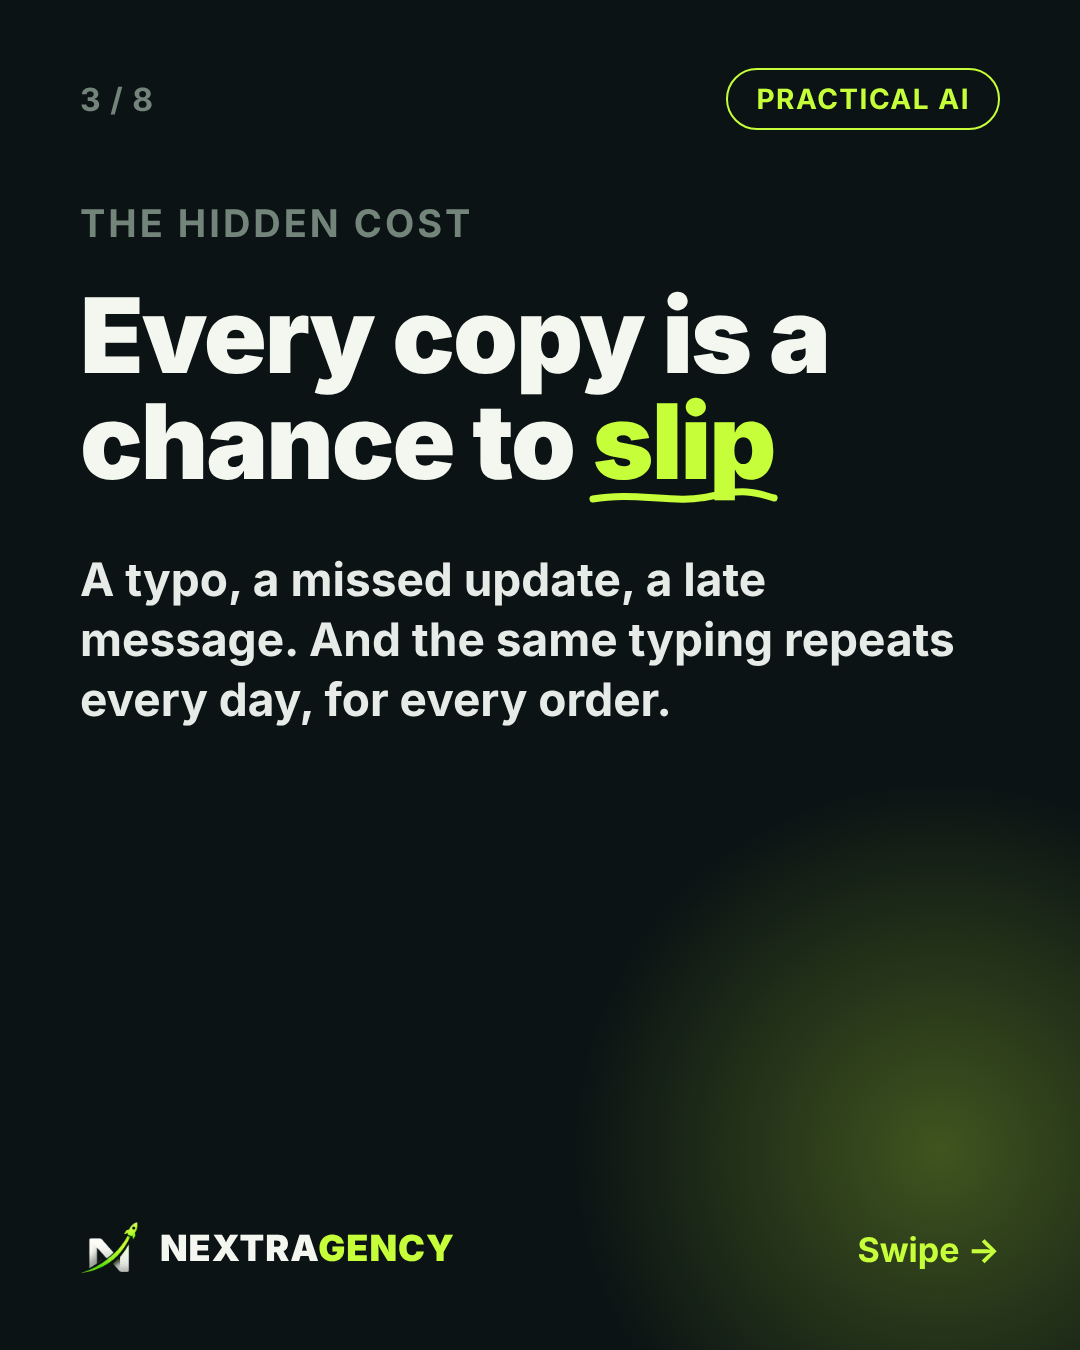 3 / 8
PRACTICAL AI
THE HIDDEN COST
Every copy is a
chance to slip
A typo, a missed update, a late
message. And the same typing repeats
every day, for every order.
NEXTRAGENCY
Swipe →